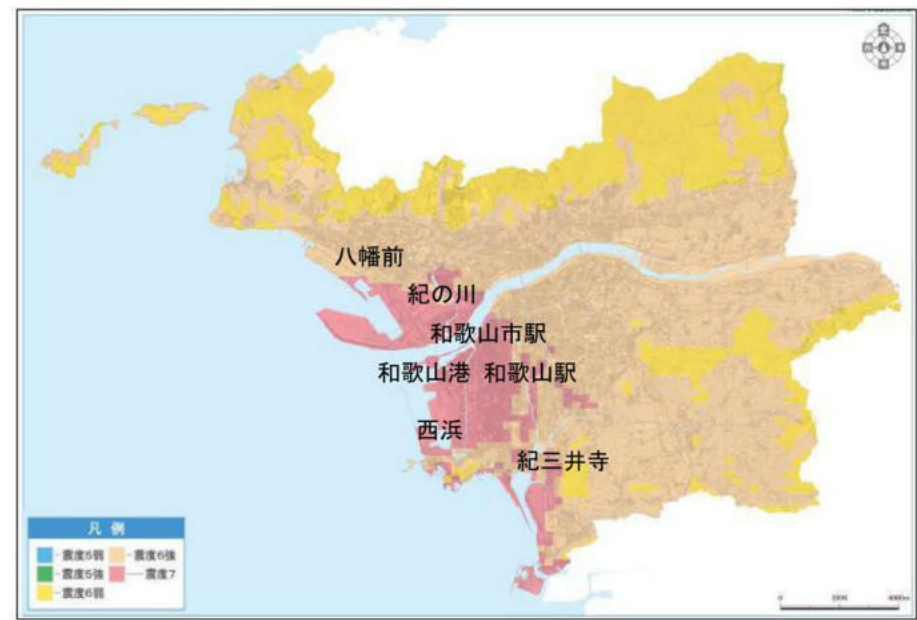 八幡前
紀の川
和歌山市駅
和歌山港 和歌山駅
西浜
紀三井寺
凡例
震度5弱 震度6強
震度5強 震度7
震度6弱
0
4000m